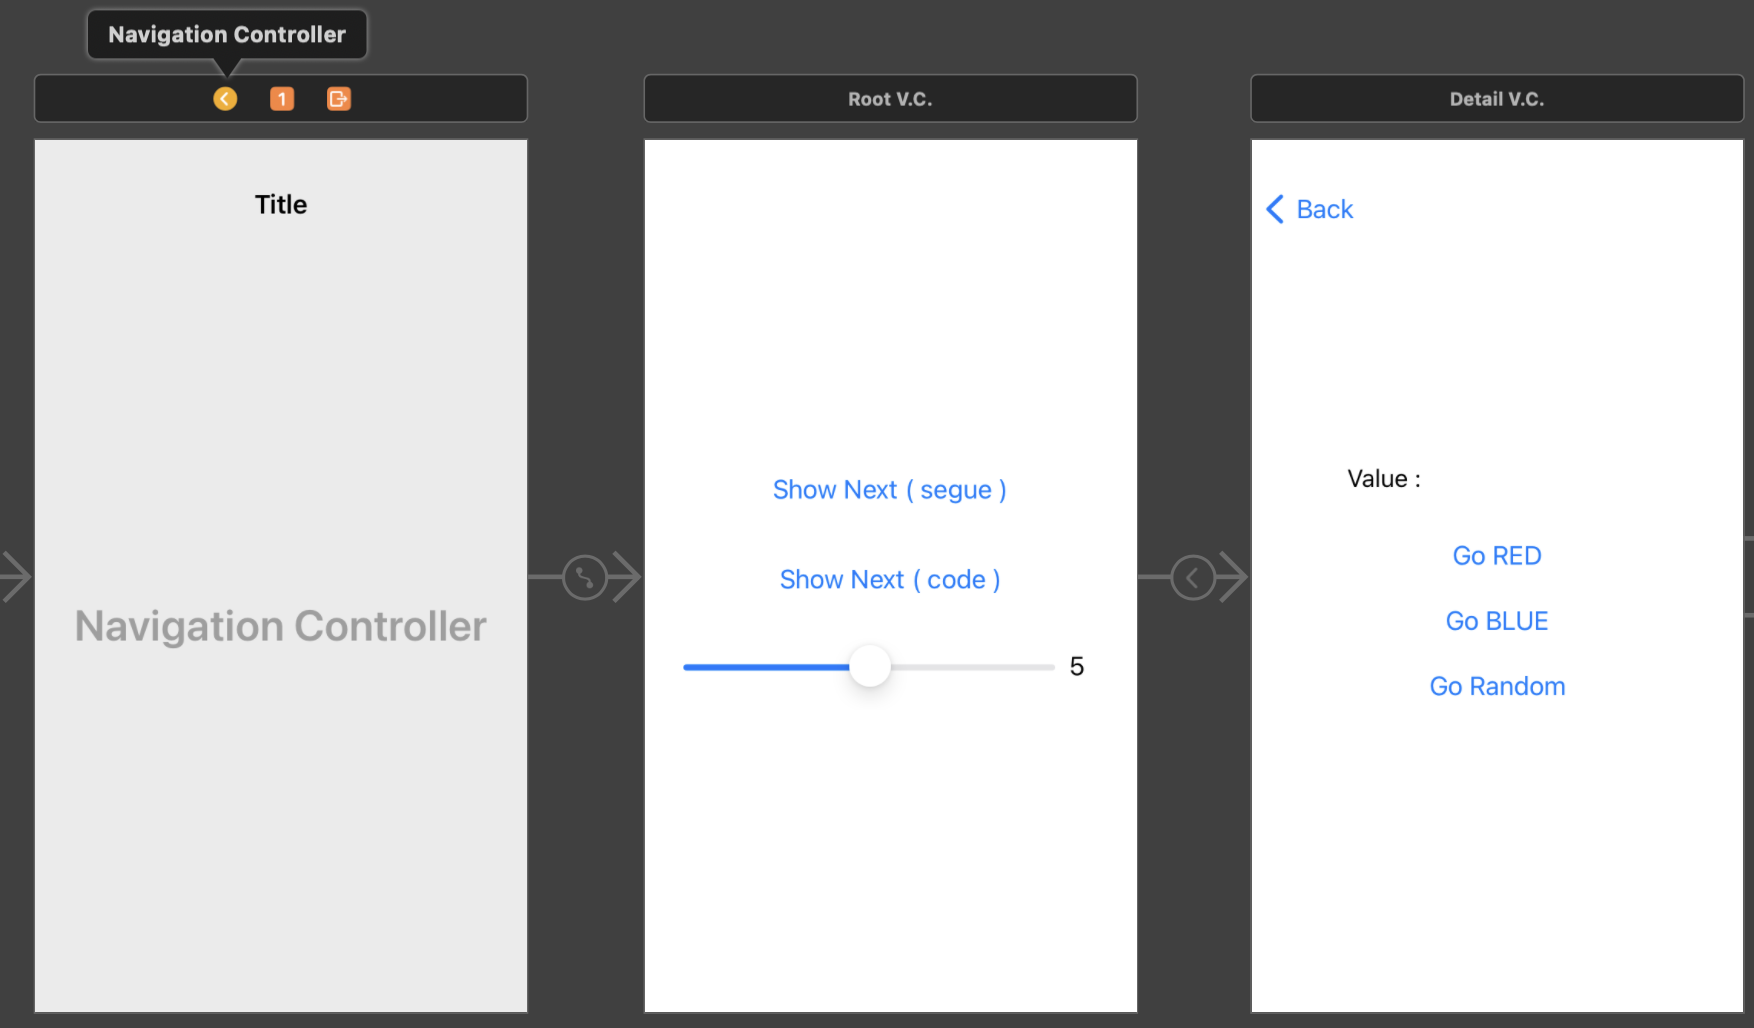 Navigation Controller
1
Root V.C.
Detail V.C.
Title
Navigation Controller
Show Next ( segue )
Show Next ( code )
5
Back
Value :
Go RED
Go BLUE
Go Random